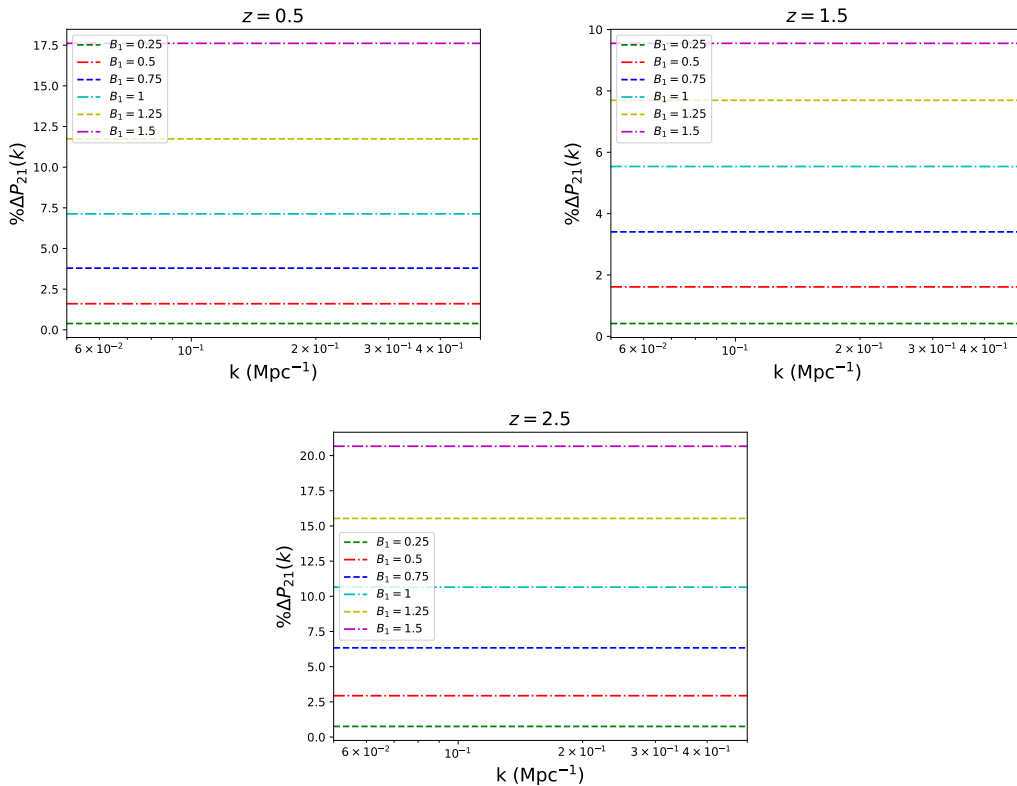 z = 0.5
%ΔP₂₁(k)
17.5
15.0
12.5
10.0
7.5
5.0
2.5
0.0
B₁ = 0.25
B₁ = 0.5
B₁ = 0.75
B₁ = 1
B₁ = 1.25
B₁ = 1.5
6 × 10⁻² 10⁻¹ 2 × 10⁻¹ 3 × 10⁻¹ 4 × 10⁻¹
k (Mpc⁻¹)
z = 1.5
%ΔP₂₁(k)
10
8
6
4
2
0
B₁ = 0.25
B₁ = 0.5
B₁ = 0.75
B₁ = 1
B₁ = 1.25
B₁ = 1.5
6 × 10⁻² 10⁻¹ 2 × 10⁻¹ 3 × 10⁻¹ 4 × 10⁻¹
k (Mpc⁻¹)
z = 2.5
%ΔP₂₁(k)
20.0
17.5
15.0
12.5
10.0
7.5
5.0
2.5
0.0
B₁ = 0.25
B₁ = 0.5
B₁ = 0.75
B₁ = 1
B₁ = 1.25
B₁ = 1.5
6 × 10⁻² 10⁻¹ 2 × 10⁻¹ 3 × 10⁻¹ 4 × 10⁻¹
k (Mpc⁻¹)